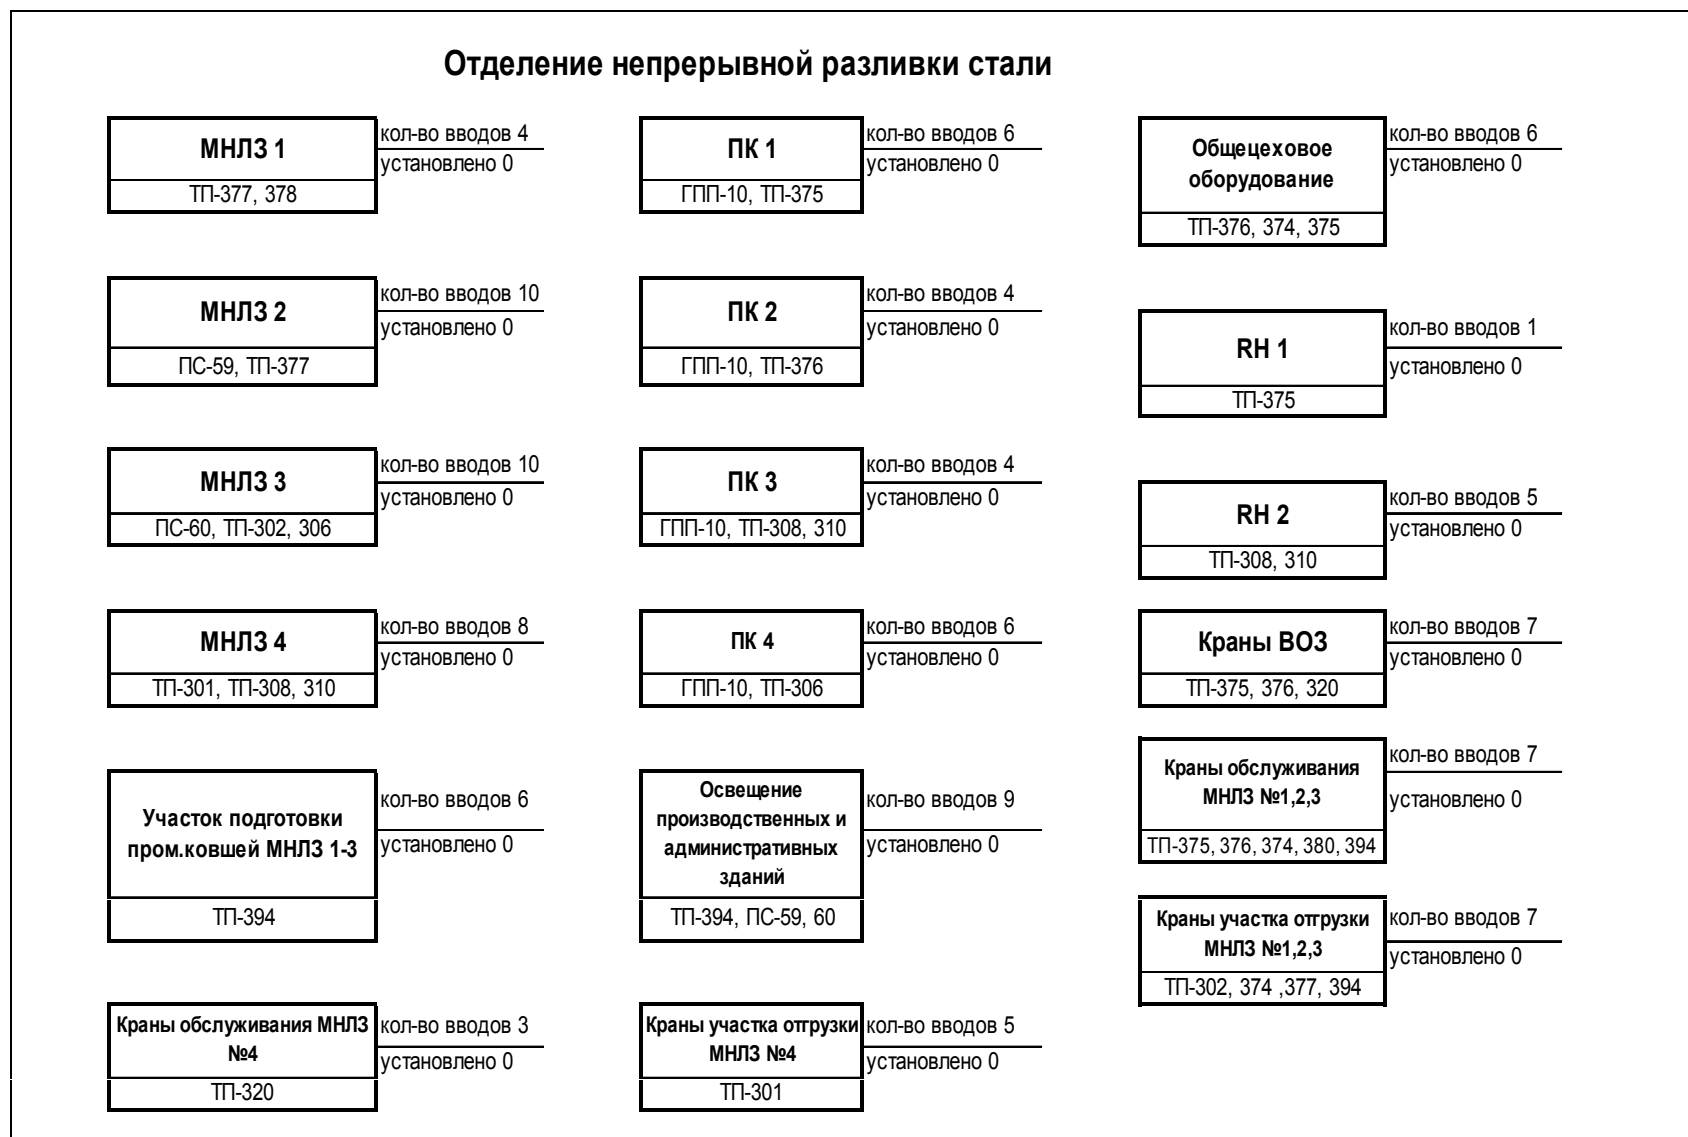 Отделение непрерывной разливки стали
МНЛЗ 1
ТП-377, 378
кол-во вводов 4
установлено 0
ПК 1
ГПП-10, ТП-375
кол-во вводов 6
установлено 0
Общецеховое
оборудование
ТП-376, 374, 375
кол-во вводов 6
установлено 0
МНЛЗ 2
ПС-59, ТП-377
кол-во вводов 10
установлено 0
ПК 2
ГПП-10, ТП-376
кол-во вводов 4
установлено 0
RH 1
ТП-375
кол-во вводов 1
установлено 0
МНЛЗ 3
ПС-60, ТП-302, 306
кол-во вводов 10
установлено 0
ПК 3
ГПП-10, ТП-308, 310
кол-во вводов 4
установлено 0
RH 2
ТП-308, 310
кол-во вводов 5
установлено 0
МНЛЗ 4
ТП-301, ТП-308, 310
кол-во вводов 8
установлено 0
ПК 4
ГПП-10, ТП-306
кол-во вводов 6
установлено 0
Краны ВОЗ
ТП-375, 376, 320
кол-во вводов 7
установлено 0
Участок подготовки
пром.ковшей МНЛЗ 1-3
ТП-394
кол-во вводов 6
установлено 0
Освещение
производственных и
административных
зданий
ТП-394, ПС-59, 60
кол-во вводов 9
установлено 0
Краны обслуживания
МНЛЗ №1,2,3
ТП-375, 376, 374, 380, 394
кол-во вводов 7
установлено 0
Краны участка отгрузки
МНЛЗ №1,2,3
ТП-302, 374 ,377, 394
кол-во вводов 7
установлено 0
Краны обслуживания МНЛЗ
№4
ТП-320
кол-во вводов 3
установлено 0
Краны участка отгрузки
МНЛЗ №4
ТП-301
кол-во вводов 5
установлено 0